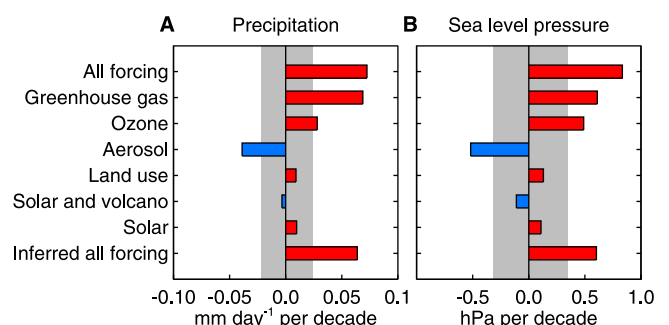 A Precipitation
B Sea level pressure
All forcing
Greenhouse gas
Ozone
Aerosol
Land use
Solar and volcano
Solar
Inferred all forcing
-0.10 -0.05 0.0 0.05 0.1
-0.5 0.0 0.5 1.0
mm day⁻¹ per decade
hPa per decade